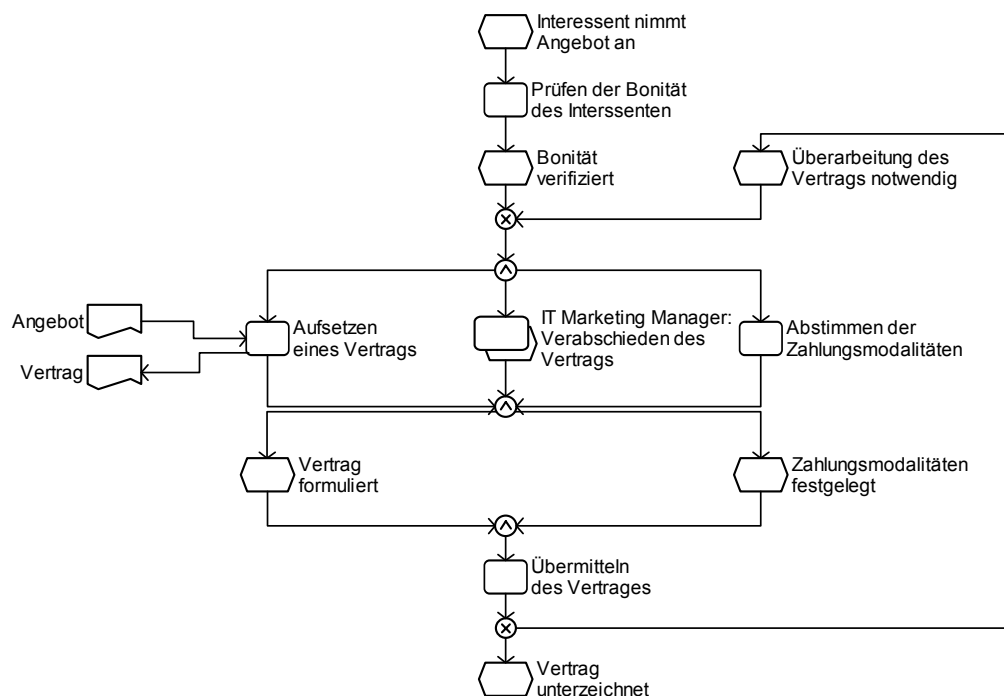 Interessent nimmt
Angebot an
Prüfen der Bonität
des Interssenten
Bonität
verifiziert
Überarbeitung des
Vertrags notwendig
Angebot
Vertrag
Aufsetzen
eines Vertrags
IT Marketing Manager:
Verabschieden des
Vertrags
Abstimmen der
Zahlungsmodalitäten
Vertrag
formuliert
Zahlungsmodalitäten
festgelegt
Übermitteln
des Vertrages
Vertrag
unterzeichnet